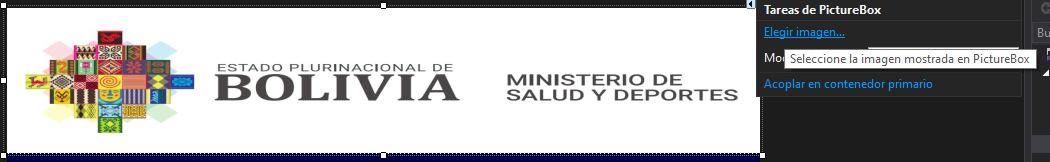 Tareas de PictureBox
Elegir imagen...
Seleccione la imagen mostrada en PictureBox
Acoplar en contenedor primario
ESTADO PLURINACIONAL DE
BOLIVIA
MINISTERIO DE
SALUD Y DEPORTES